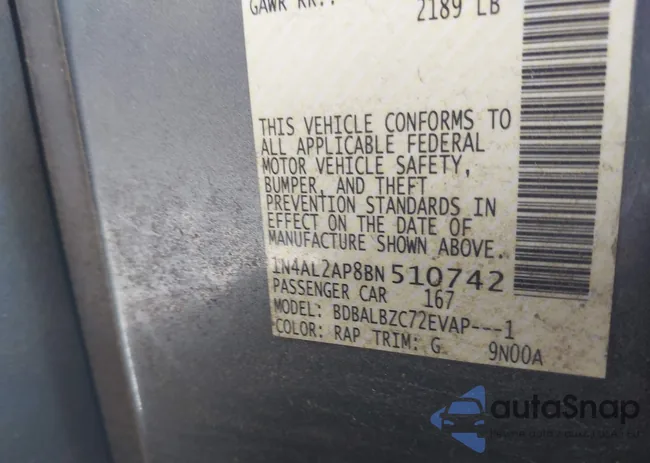 GAWR RR.: 2189 LB
THIS VEHICLE CONFORMS TO
ALL APPLICABLE FEDERAL
MOTOR VEHICLE SAFETY,
BUMPER, AND THEFT
PREVENTION STANDARDS IN
EFFECT ON THE DATE OF
MANUFACTURE SHOWN ABOVE.
1N4AL2AP8BN 510742
PASSENGER CAR 167
MODEL: BDBALBZC72EVAP---1
COLOR: RAP TRIM: G 9N00A
autoSnap